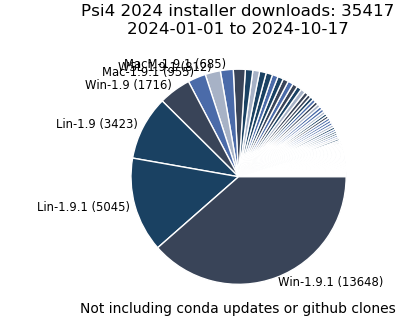 Psi4 2024 installer downloads: 35417
2024-01-01 to 2024-10-17
MacM-1.9.1 (685)
Mac-1.9.1 (955)
Win-1.9 (1716)
Lin-1.9 (3423)
Lin-1.9.1 (5045)
Win-1.9.1 (13648)
Not including conda updates or github clones